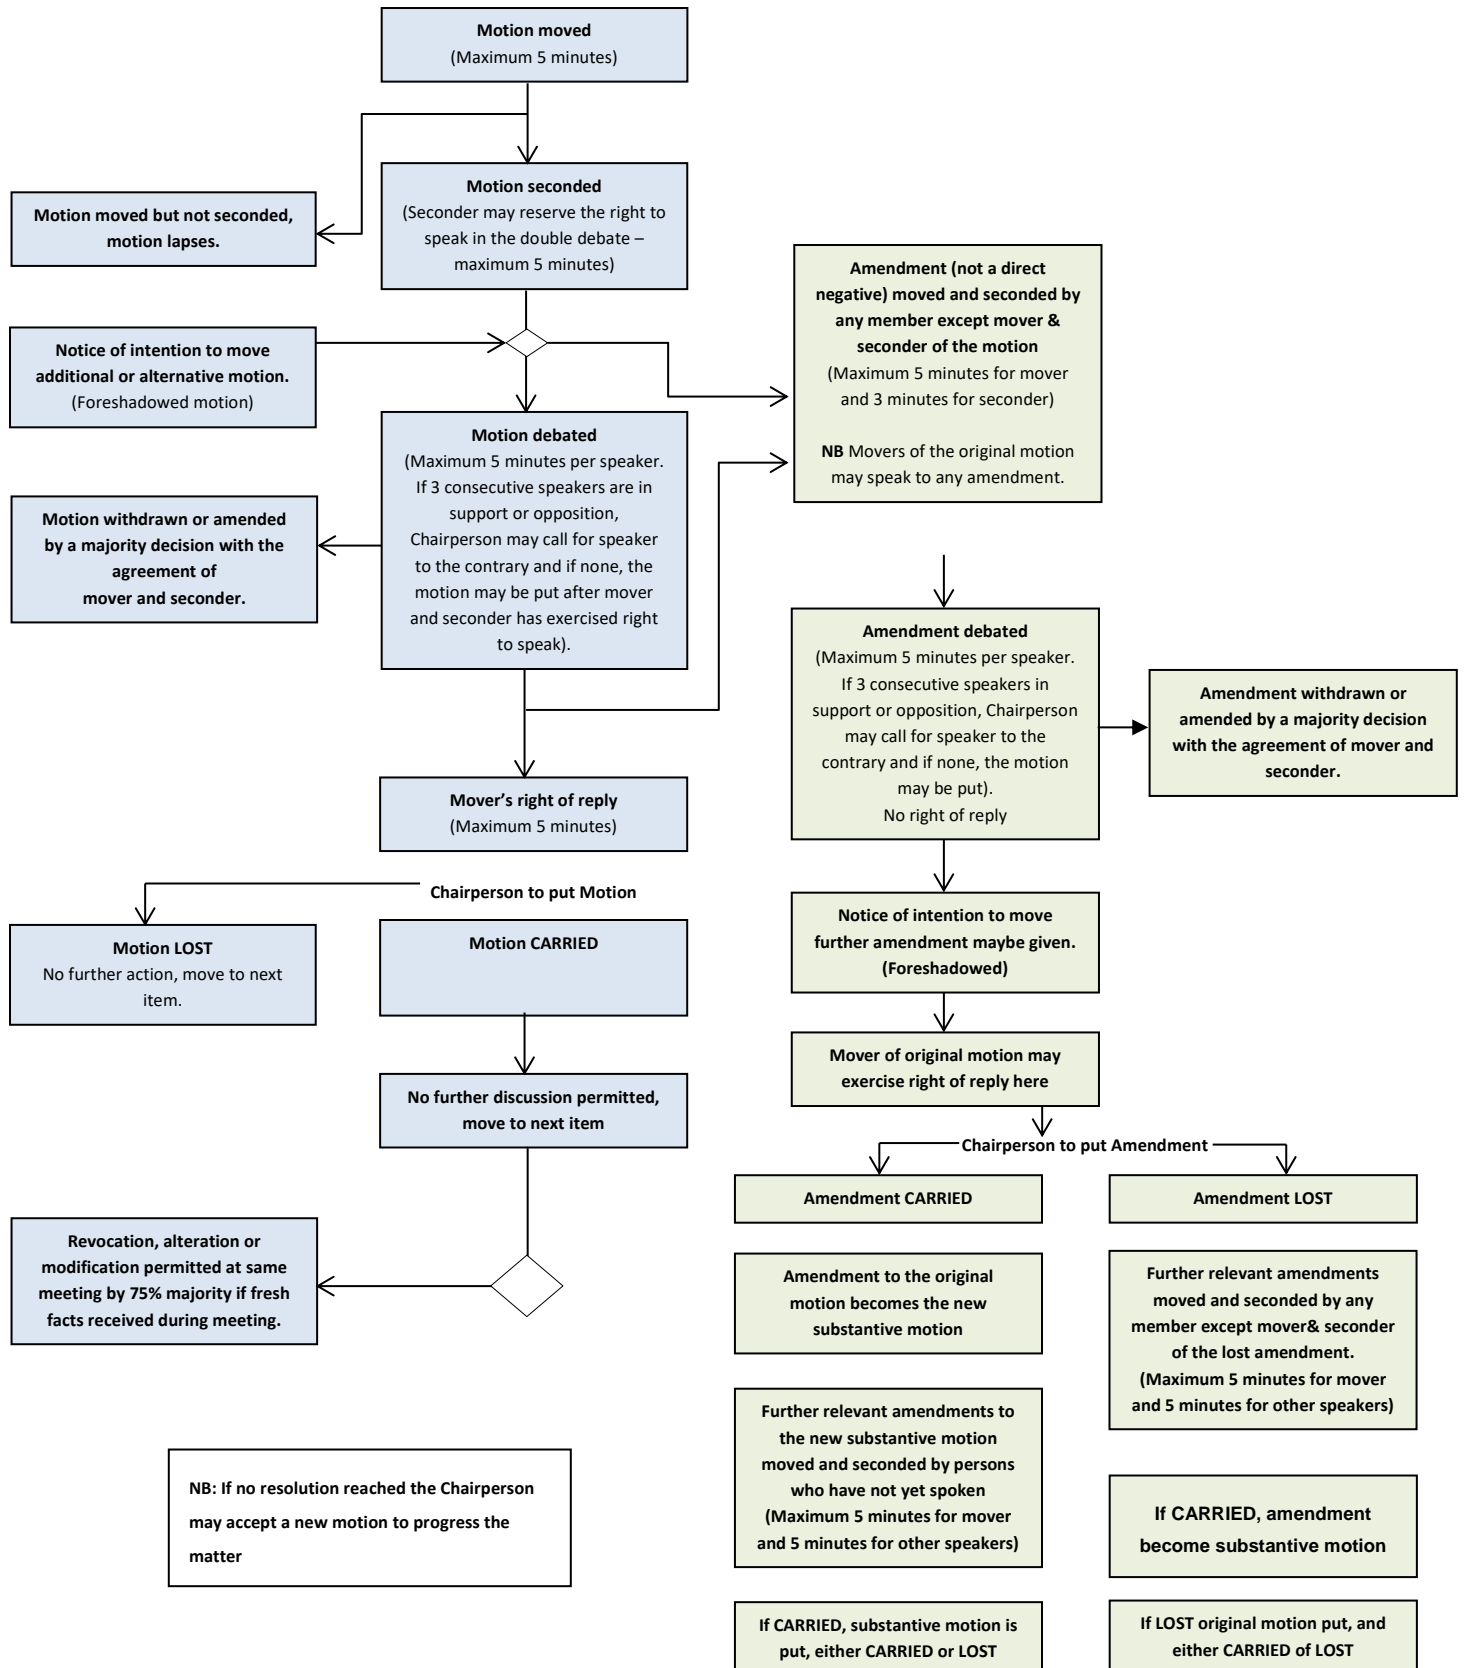 Motion moved
(Maximum 5 minutes)
Motion seconded
(Seconder may reserve the right to
speak in the double debate –
maximum 5 minutes)
Motion moved but not seconded,
motion lapses.
Notice of intention to move
additional or alternative motion.
(Foreshadowed motion)
Motion debated
(Maximum 5 minutes per speaker.
If 3 consecutive speakers are in
support or opposition,
Chairperson may call for speaker
to the contrary and if none, the
motion may be put after mover
and seconder has exercised right
to speak).
Motion withdrawn or amended
by a majority decision with the
agreement of
mover and seconder.
Mover’s right of reply
(Maximum 5 minutes)
Chairperson to put Motion
Motion LOST
No further action, move to next
item.
Motion CARRIED
No further discussion permitted,
move to next item
Revocation, alteration or
modification permitted at same
meeting by 75% majority if fresh
facts received during meeting.
NB: If no resolution reached the Chairperson
may accept a new motion to progress the
matter
Amendment (not a direct
negative) moved and seconded by
any member except mover &
seconder of the motion
(Maximum 5 minutes for mover
and 3 minutes for seconder)
NB Movers of the original motion
may speak to any amendment.
Amendment debated
(Maximum 5 minutes per speaker.
If 3 consecutive speakers in
support or opposition, Chairperson
may call for speaker to the
contrary and if none, the motion
may be put).
No right of reply
Amendment withdrawn or
amended by a majority decision
with the agreement of mover and
seconder.
Notice of intention to move
further amendment maybe given.
(Foreshadowed)
Mover of original motion may
exercise right of reply here
Chairperson to put Amendment
Amendment CARRIED
Amendment to the original
motion becomes the new
substantive motion
Further relevant amendments to
the new substantive motion
moved and seconded by persons
who have not yet spoken
(Maximum 5 minutes for mover
and 5 minutes for other speakers)
If CARRIED, substantive motion is
put, either CARRIED or LOST
Amendment LOST
Further relevant amendments
moved and seconded by any
member except mover& seconder
of the lost amendment.
(Maximum 5 minutes for mover
and 5 minutes for other speakers)
If CARRIED, amendment
become substantive motion
If LOST original motion put, and
either CARRIED of LOST